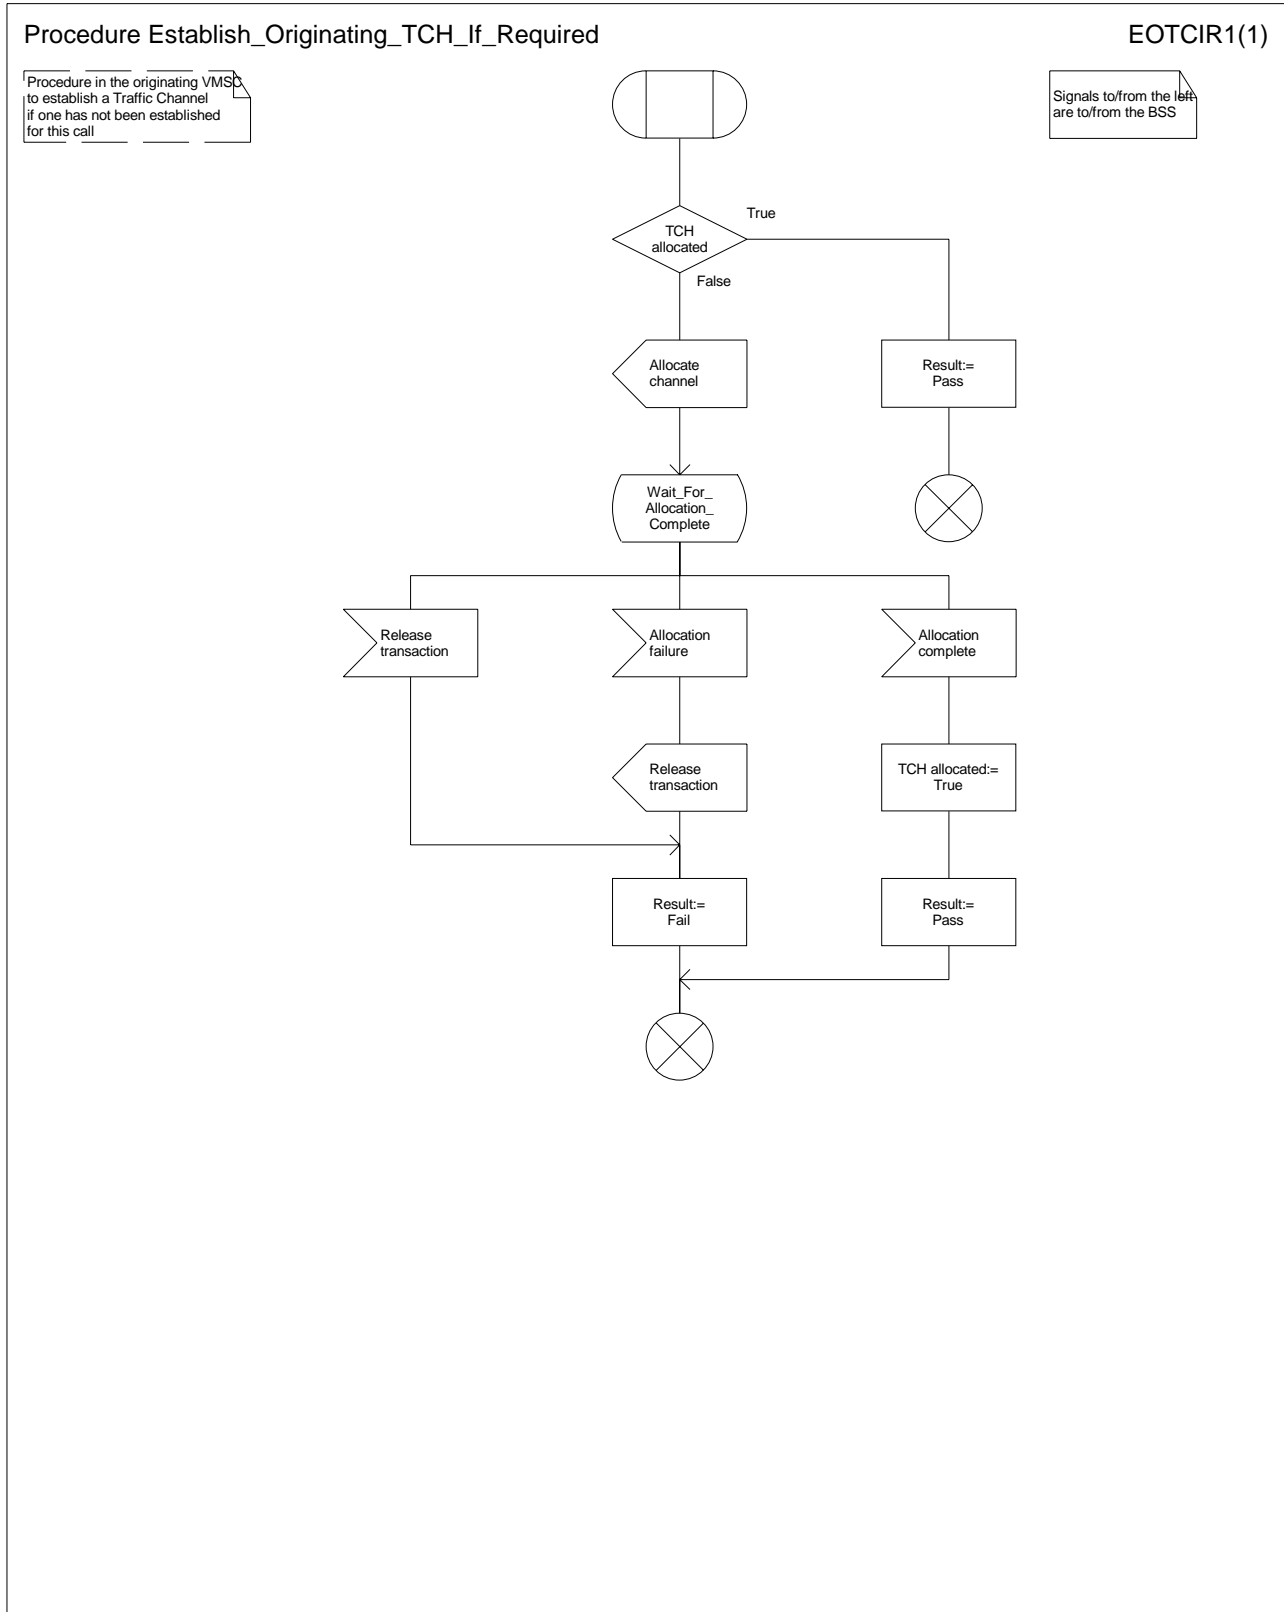 Procedure Establish_Originating_TCH_If_Required
EOTCIR1(1)
Procedure in the originating VMSC
to establish a Traffic Channel
if one has not been established
for this call
Signals to/from the left
are to/from the BSS
TCH
allocated
True
False
Allocate
channel
Result:=
Pass
Wait_For_
Allocation_
Complete
Release
transaction
Allocation
failure
Allocation
complete
Release
transaction
TCH allocated:=
True
Result:=
Fail
Result:=
Pass